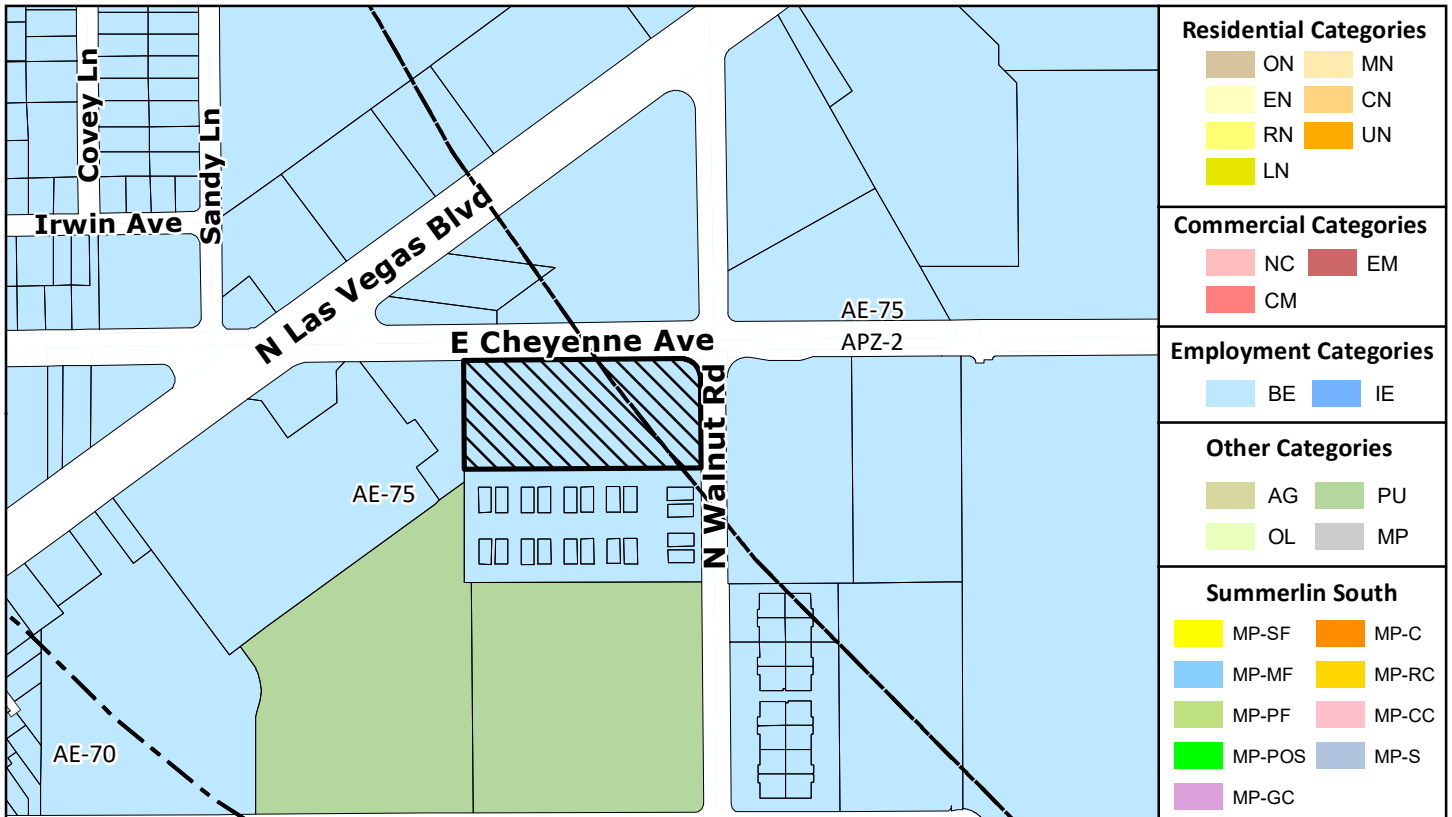 Covey Ln
Sandy Ln
Irwin Ave
N Las Vegas Blvd
E Cheyenne Ave
N Walnut Rd
AE-75
APZ-2
AE-75
AE-70
Residential Categories
ON MN
EN CN
RN UN
LN
Commercial Categories
NC EM
CM
Employment Categories
BE IE
Other Categories
AG PU
OL MP
Summerlin South
MP-SF MP-C
MP-MF MP-RC
MP-PF MP-CC
MP-POS MP-S
MP-GC